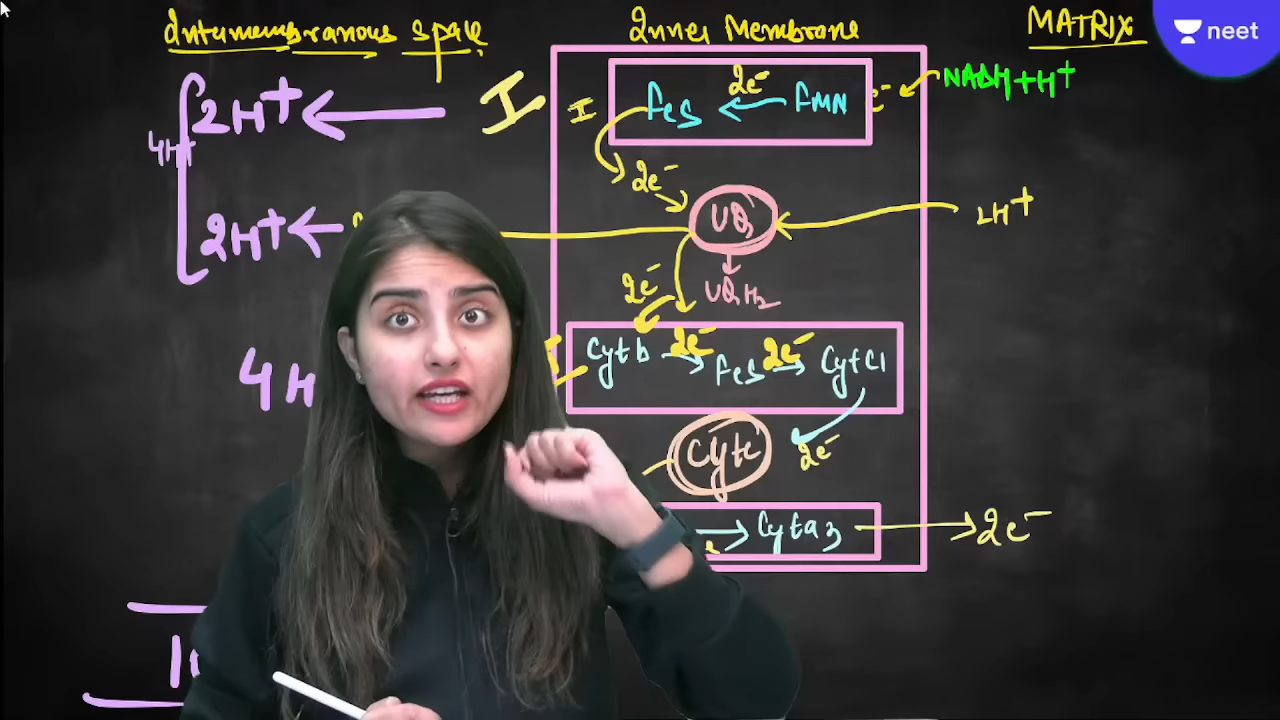 Intermembranous space
Inner Membrane
MATRIX
neet
2H+
I
I
FeS
2e-
FMN
e-
NADH+H+
4H+
2e-
2H+
UQ
2H+
2e-
UQH2
Cyt b
2e-
FeS
2e-
Cyt C1
4H
Cyt C
2e-
Cyt a3
2e-